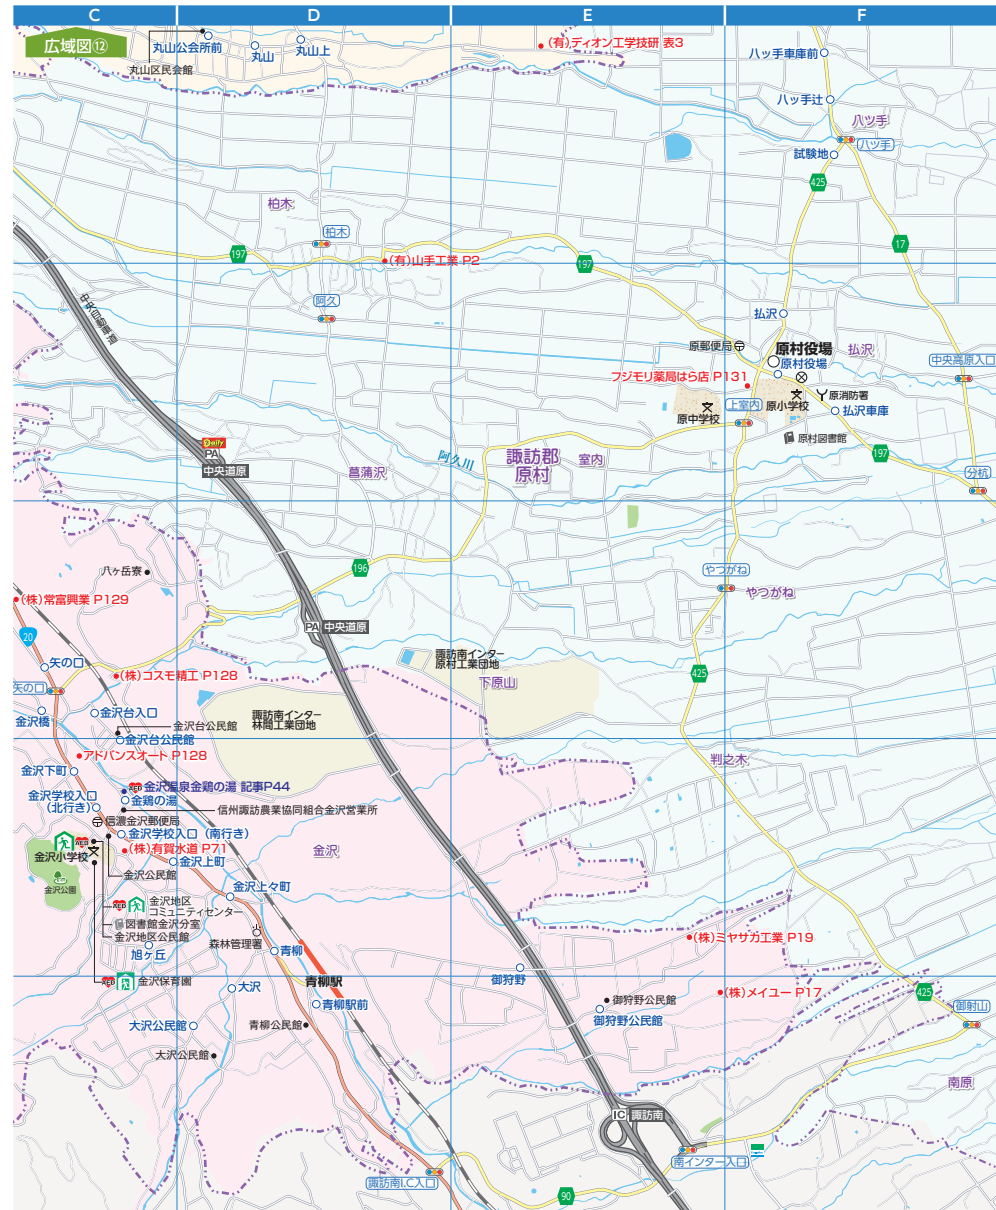 C
D
E
F
広域図⑫
丸山公会所前
丸山
丸山上
丸山区民会館
(有)ディオン工学技研 表3
八ッ手車庫前
八ッ手辻
八ツ手
八ッ手
試験地
425
柏木
柏木
197
(有)山手工業 P2
197
17
中央自動車道
阿久
払沢
原郵便局
原村役場
払沢
原村役場
中央高原入口
フジモリ薬局はら店 P131
上室内
原中学校
原小学校
原消防署
払沢車庫
原村図書館
197
分杭
Daily
PA
中央道原
阿久川
菖蒲沢
諏訪郡
原村
室内
196
八ヶ岳寮
やつがね
やつがね
(株)常富興業 P129
20
PA 中央道原
矢の口
矢の口
(株)コスモ精工 P128
諏訪南インター
原村工業団地
下原山
425
金沢橋
金沢台入口
金沢台公民館
金沢台公民館
諏訪南インター
林間工業団地
アドバンスオート P128
判之木
金沢下町
AED
金沢温泉金鶏の湯 記事P44
金鶏の湯
金沢学校入口
(北行き)
信州諏訪農業協同組合金沢営業所
信濃金沢郵便局
金沢学校入口（南行き）
AED
(株)有賀水道 P71
金沢小学校
金沢上町
金沢
金沢公民館
金沢公園
金沢上々町
AED
金沢地区
コミュニティセンター
図書館金沢分室
金沢地区公民館
旭ヶ丘
森林管理署
青柳
(株)ミヤサカ工業 P19
御狩野
AED
金沢保育園
大沢
青柳駅
青柳駅前
御狩野公民館
御狩野公民館
(株)メイユー P17
425
御射山
大沢公民館
青柳公民館
大沢公民館
南原
IC 諏訪南
南インター入口
諏訪南I.C入口
90